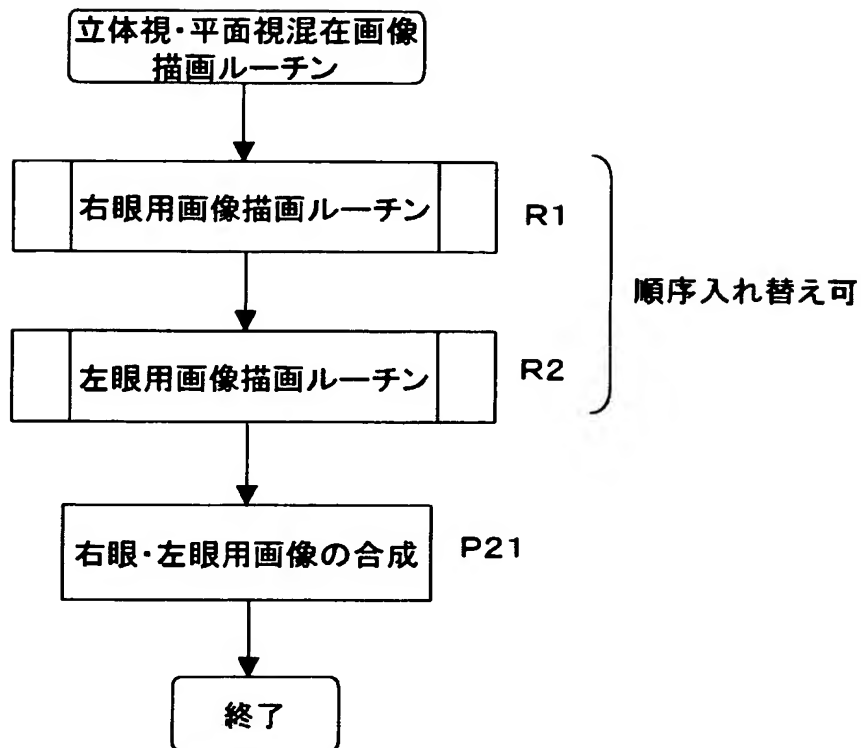 立体視・平面視混在画像
描画ルーチン
右眼用画像描画ルーチン
R1
順序入れ替え可
左眼用画像描画ルーチン
R2
右眼・左眼用画像の合成
P21
終了